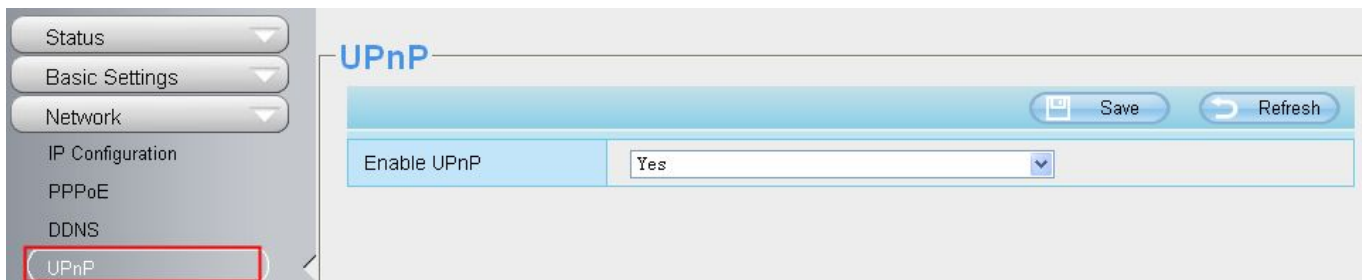 Status
Basic Settings
Network
IP Configuration
PPPoE
DDNS
UPnP
UPnP
Save Refresh
Enable UPnP Yes